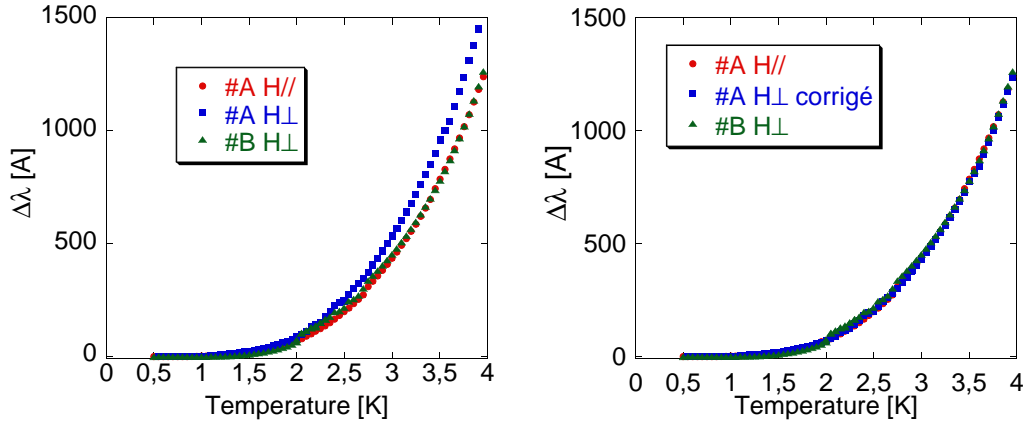 1500
1000
500
0
Δλ [A]
#A H//
#A H⊥
#B H⊥
0 0,5 1 1,5 2 2,5 3 3,5 4
Temperature [K]
1500
1000
500
0
Δλ [A]
#A H//
#A H⊥ corrigé
#B H⊥
0 0,5 1 1,5 2 2,5 3 3,5 4
Temperature [K]